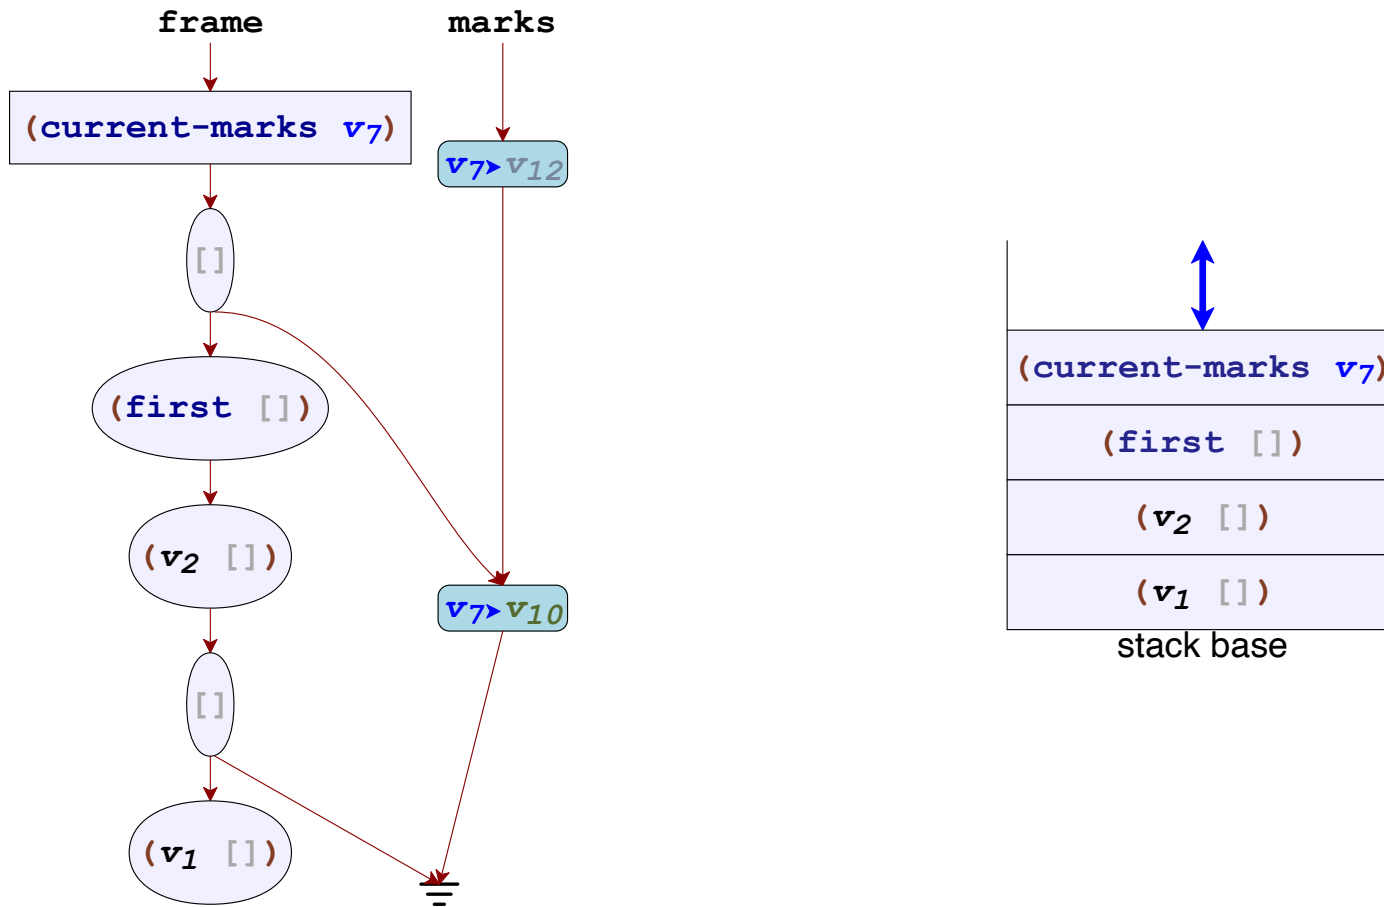 frame marks
(current-marks v7)
v7➤v12
[]
(first [])
(v2 [])
v7➤v10
[]
(v1 [])
(current-marks v7)
(first [])
(v2 [])
(v1 [])
stack base